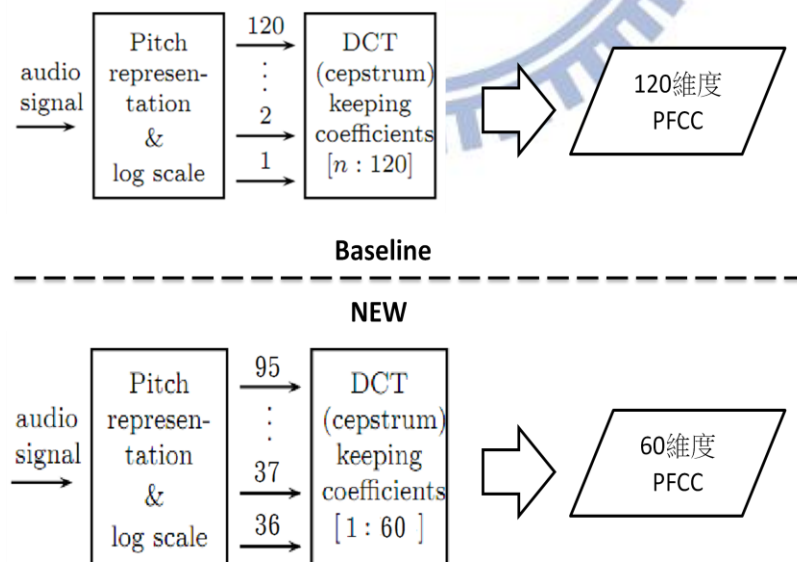 audio
signal
Pitch
represen-
tation
&
log scale
120
⋮
2
1
DCT
(cepstrum)
keeping
coefficients
[n : 120]
120維度
PFCC
Baseline
NEW
audio
signal
Pitch
represen-
tation
&
log scale
95
⋮
37
36
DCT
(cepstrum)
keeping
coefficients
[1 : 60 ]
60維度
PFCC